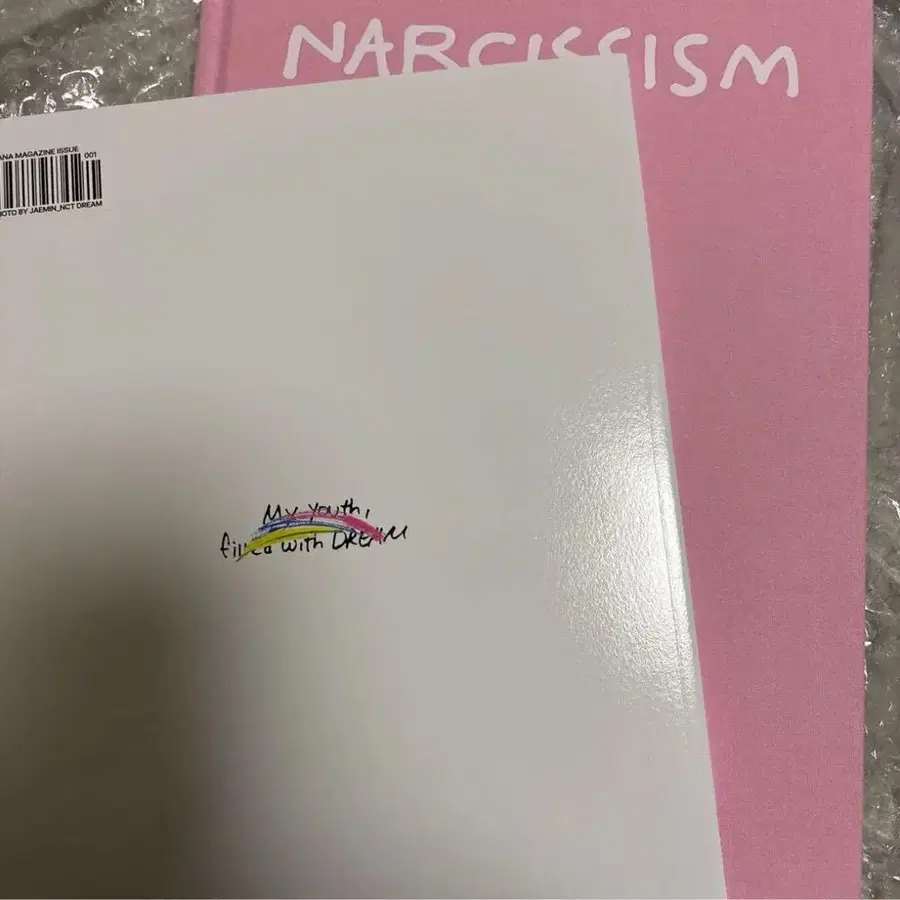 NARCISSISM
ANA MAGAZINE ISSUE
001
OTO BY JAEMIN_NCT DREAM
My youth,
filled with DREAM